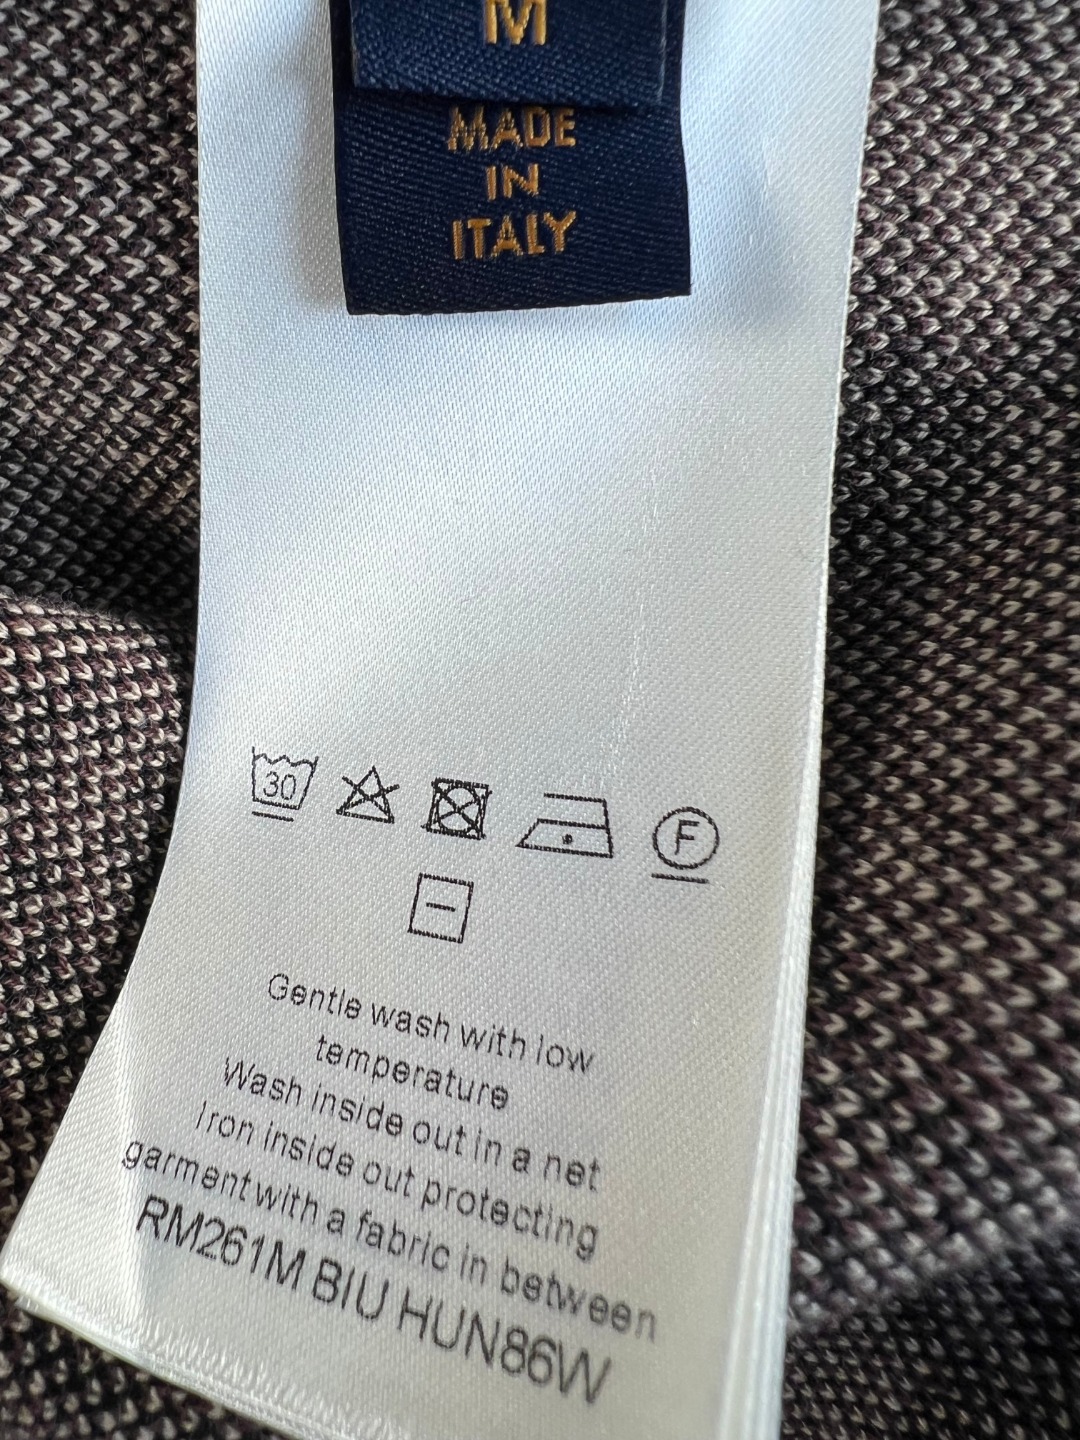 M
MADE
IN
ITALY
30
F
Gentle wash with low
temperature
Wash inside out in a net
Iron inside out protecting
garment with a fabric in between
RM261M BIU HUN86W